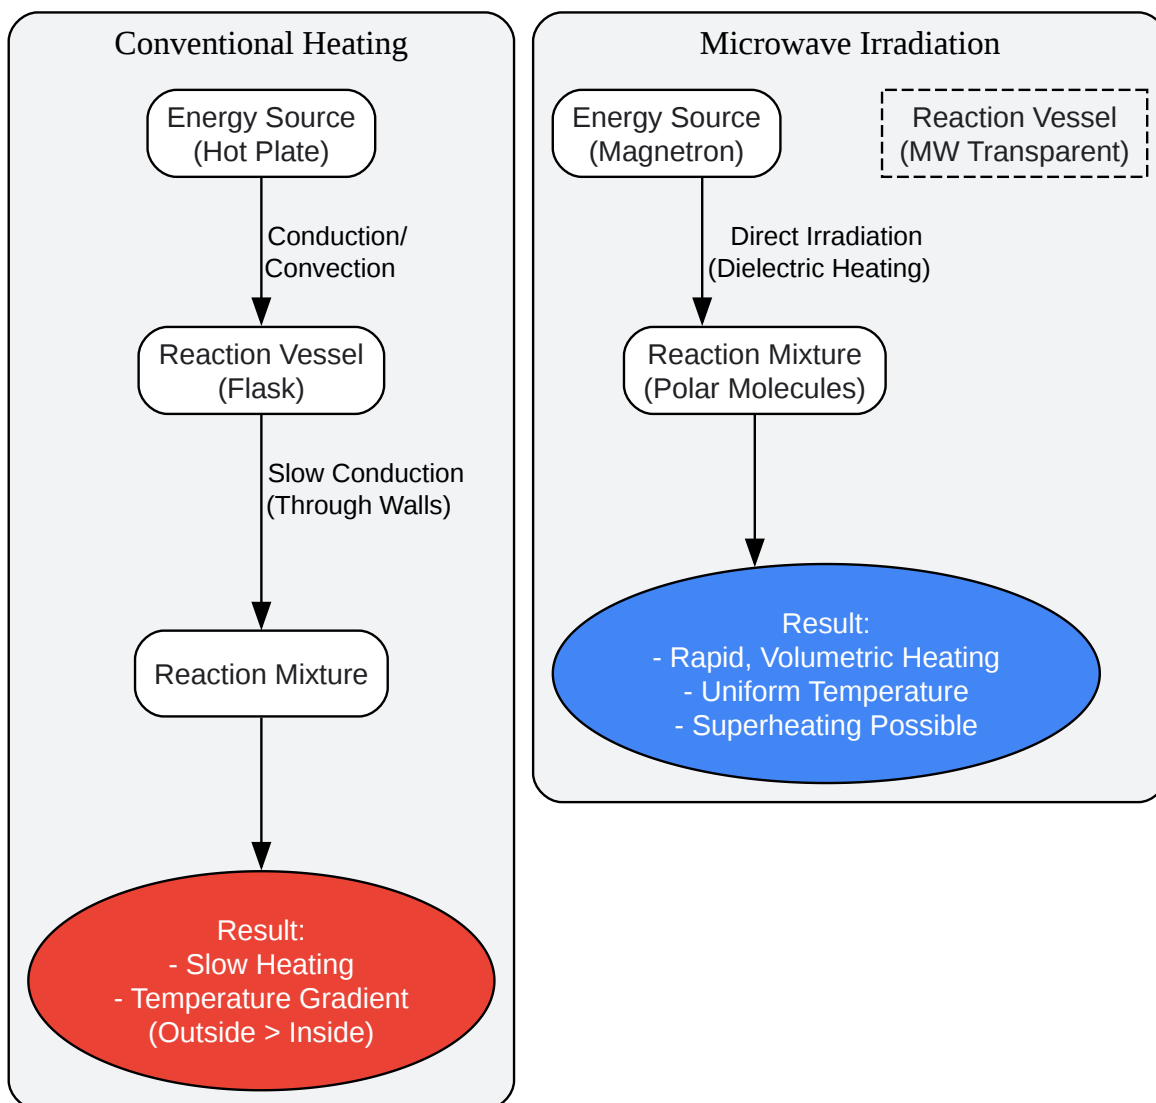 Conventional Heating
Energy Source
(Hot Plate)
Conduction/
Convection
Reaction Vessel
(Flask)
Slow Conduction
(Through Walls)
Reaction Mixture
Result:
- Slow Heating
- Temperature Gradient
(Outside > Inside)
Microwave Irradiation
Energy Source
(Magnetron)
Reaction Vessel
(MW Transparent)
Direct Irradiation
(Dielectric Heating)
Reaction Mixture
(Polar Molecules)
Result:
- Rapid, Volumetric Heating
- Uniform Temperature
- Superheating Possible